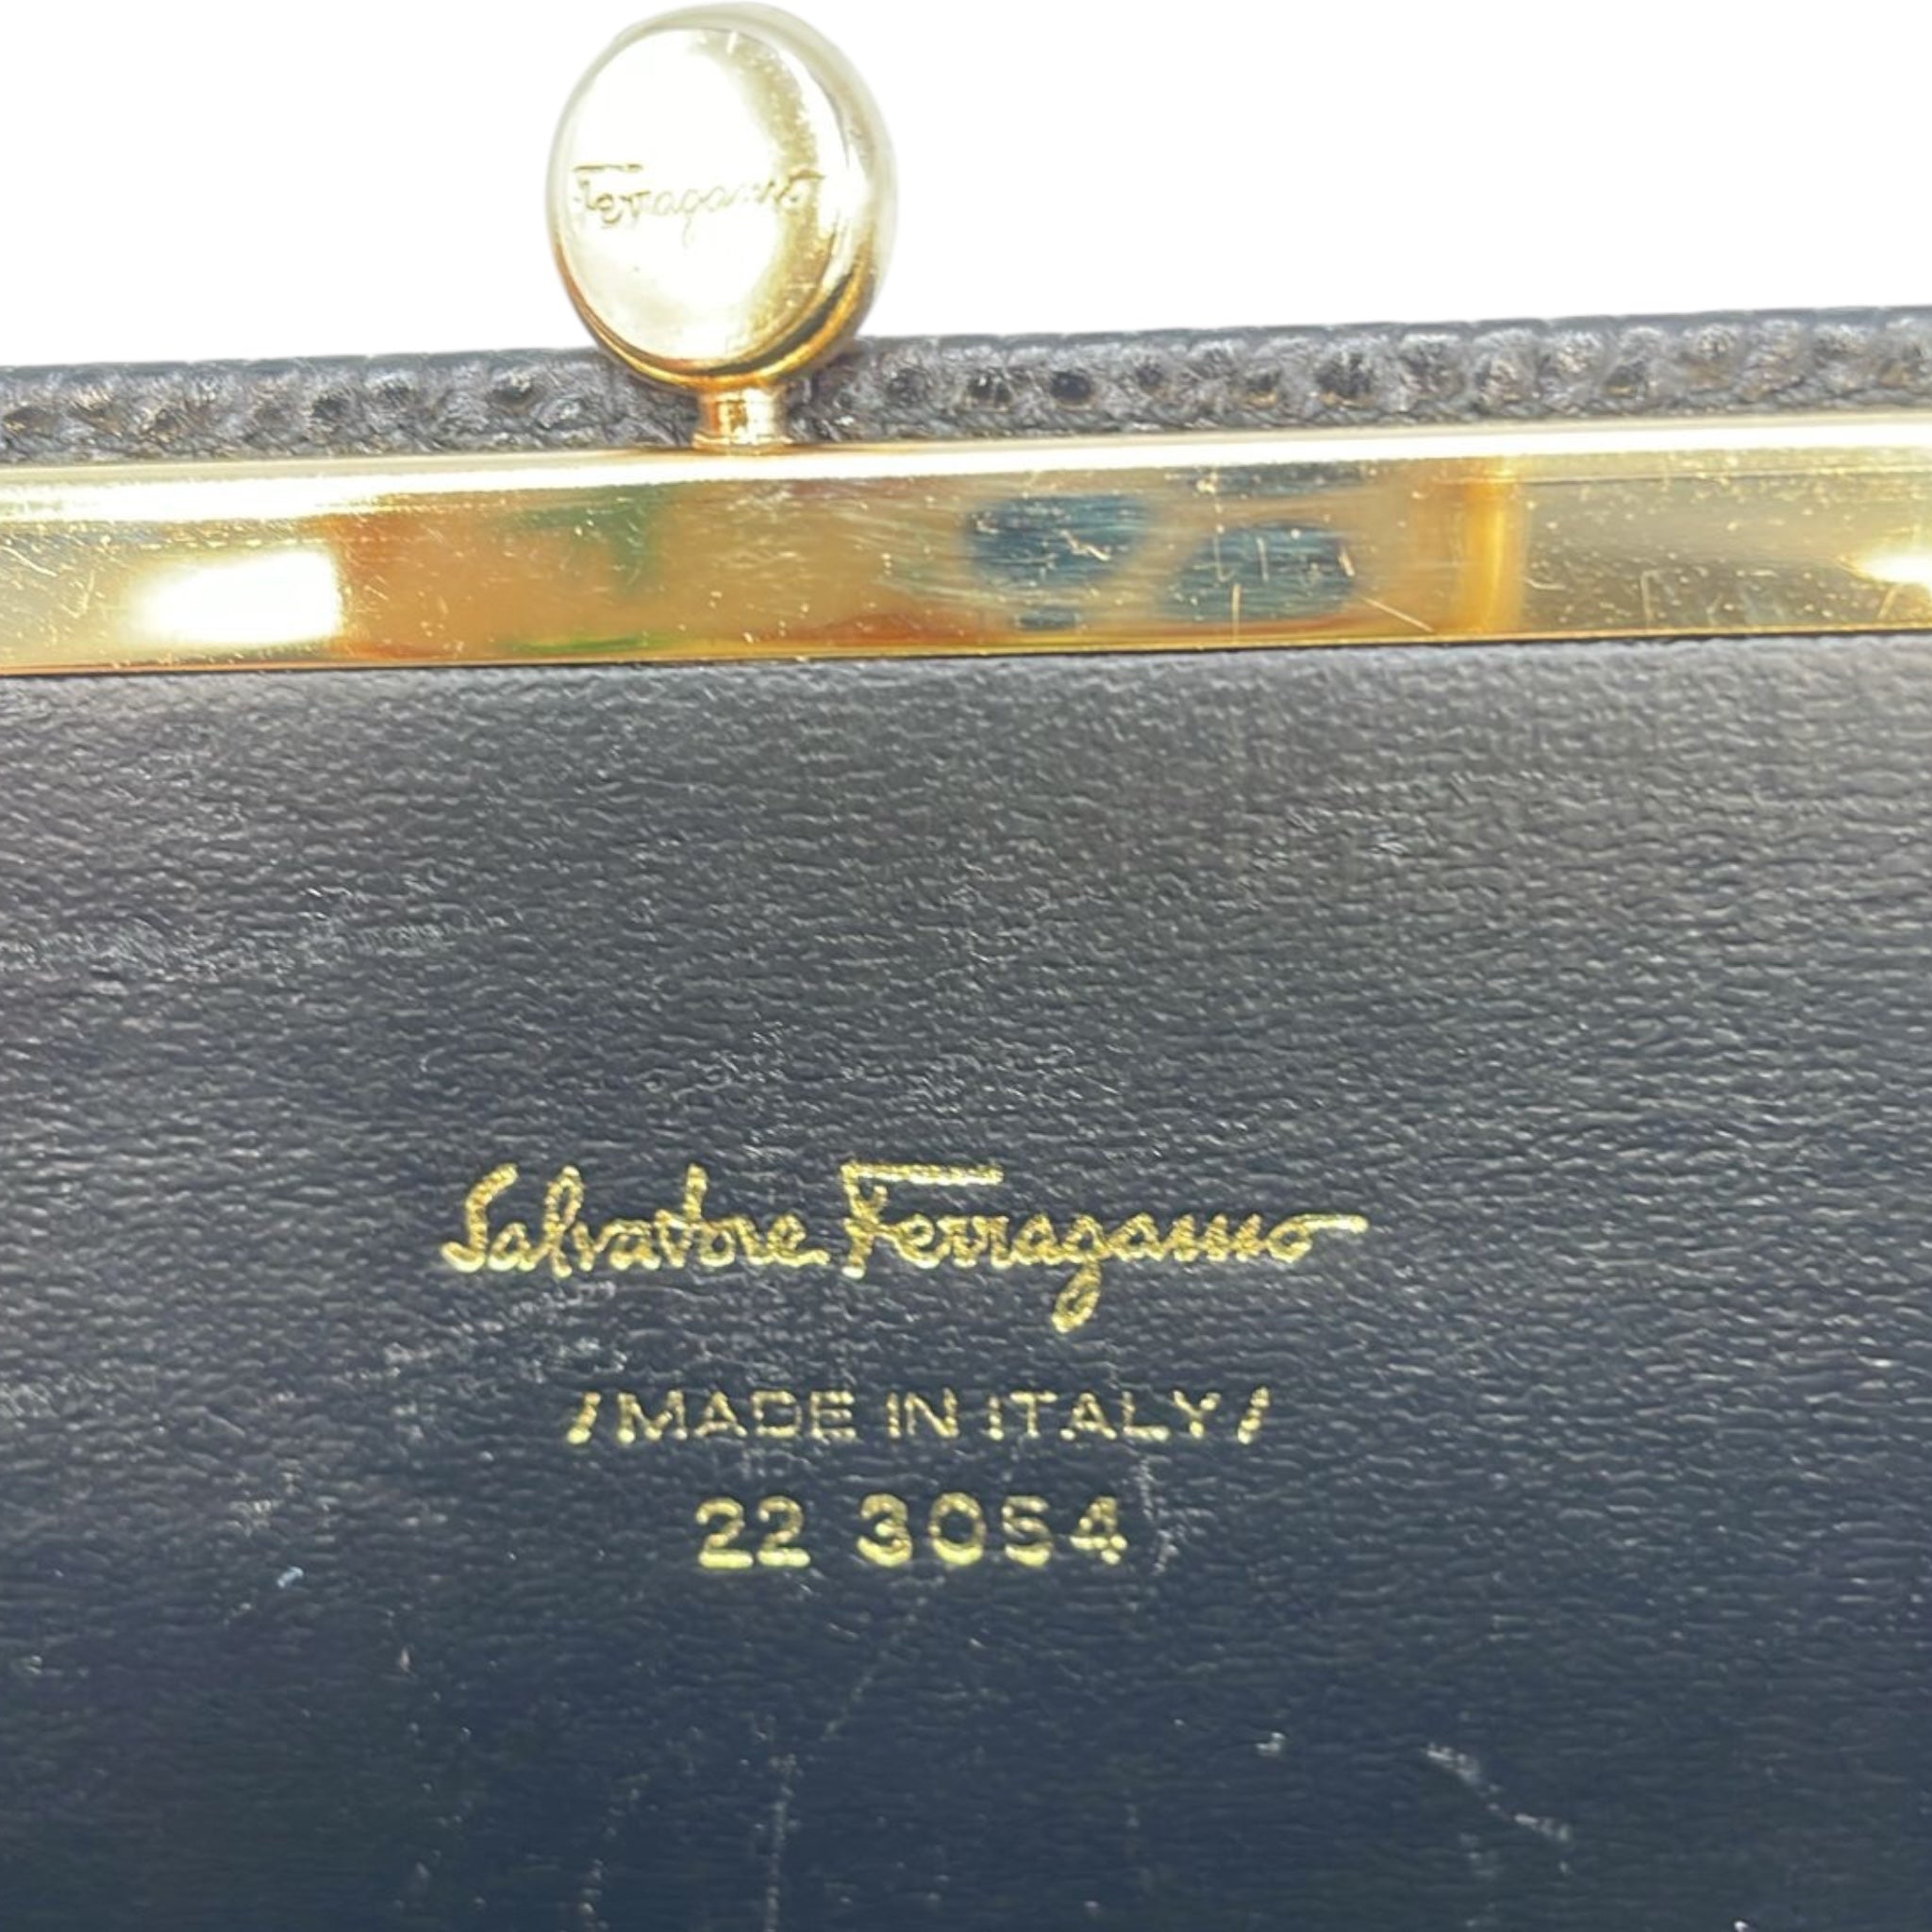 Ferragamo
Salvatore Ferragamo
/MADE IN ITALY/
22 3054